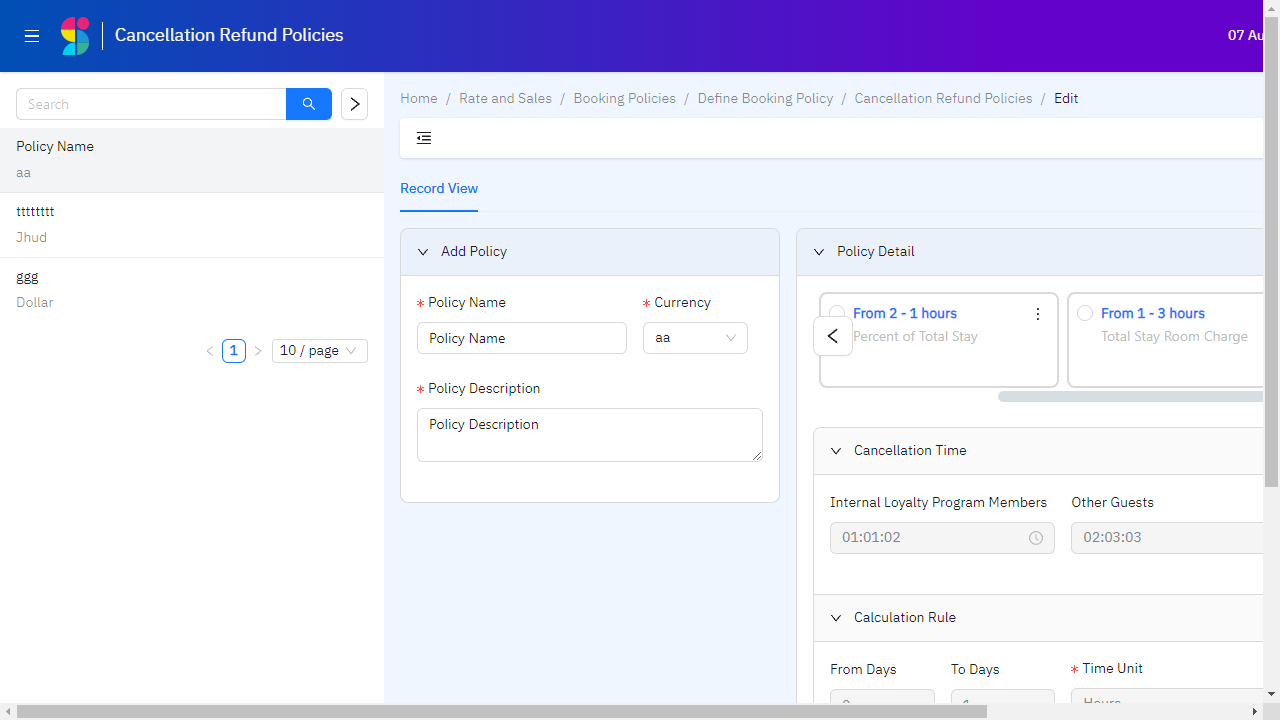 Cancellation Refund Policies
07 Au
Search
Home / Rate and Sales / Booking Policies / Define Booking Policy / Cancellation Refund Policies / Edit
Policy Name
aa
tttttttt
Jhud
ggg
Dollar
1
10 / page
Record View
Add Policy
* Policy Name
* Currency
Policy Name
aa
* Policy Description
Policy Description
Policy Detail
From 2 - 1 hours
Percent of Total Stay
From 1 - 3 hours
Total Stay Room Charge
Cancellation Time
Internal Loyalty Program Members
Other Guests
01:01:02
02:03:03
Calculation Rule
From Days
To Days
* Time Unit
Hours